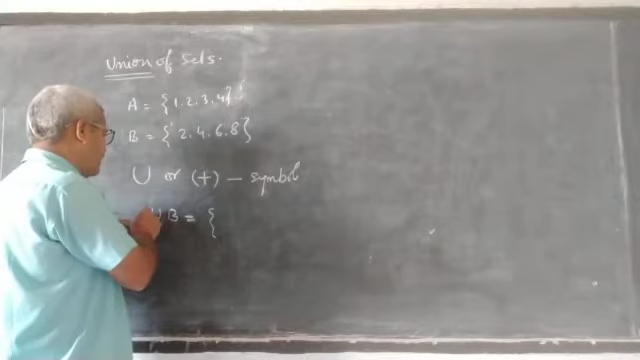 Union of Sets.
A = {1, 2, 3, 4}
B = {2, 4, 6, 8}
U or (+) – symbol
U B = {